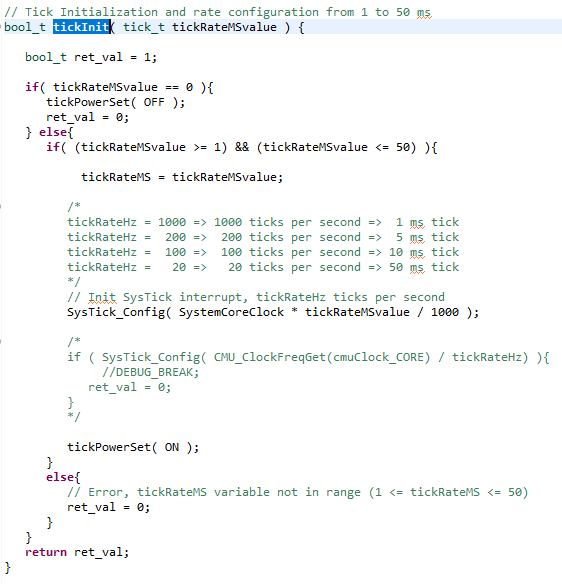 // Tick Initialization and rate configuration from 1 to 50 ms
bool_t tickInit( tick_t tickRateMSvalue ) {
bool_t ret_val = 1;
if( tickRateMSvalue == 0 ){
tickPowerSet( OFF );
ret_val = 0;
} else{
if( (tickRateMSvalue >= 1) && (tickRateMSvalue <= 50) ){
tickRateMS = tickRateMSvalue;
/*
tickRateHz = 1000 => 1000 ticks per second =>  1 ms tick
tickRateHz =  200 =>  200 ticks per second =>  5 ms tick
tickRateHz =  100 =>  100 ticks per second => 10 ms tick
tickRateHz =   20 =>   20 ticks per second => 50 ms tick
*/
// Init SysTick interrupt, tickRateHz ticks per second
SysTick_Config( SystemCoreClock * tickRateMSvalue / 1000 );
/*
if ( SysTick_Config( CMU_ClockFreqGet(cmuClock_CORE) / tickRateHz) ){
//DEBUG_BREAK;
ret_val = 0;
}
*/
tickPowerSet( ON );
}
else{
// Error, tickRateMS variable not in range (1 <= tickRateMS <= 50)
ret_val = 0;
}
}
return ret_val;
}